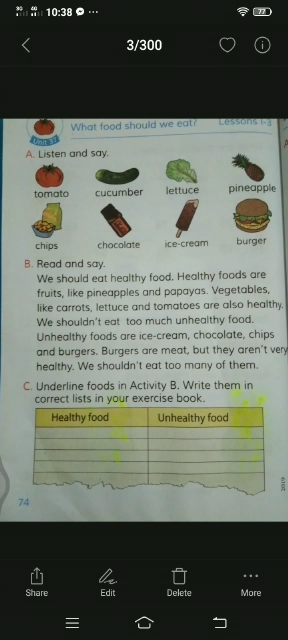 3G 4G 10:38 77
3/300
Unit 37 What food should we eat? Lessons 1-3
A. Listen and say.
tomato cucumber lettuce pineapple
chips chocolate ice-cream burger
B. Read and say.
We should eat healthy food. Healthy foods are
fruits, like pineapples and papayas. Vegetables,
like carrots, lettuce and tomatoes are also healthy.
We shouldn't eat too much unhealthy food.
Unhealthy foods are ice-cream, chocolate, chips
and burgers. Burgers are meat, but they aren't very
healthy. We shouldn't eat too many of them.
C. Underline foods in Activity B. Write them in
correct lists in your exercise book.
Healthy food Unhealthy food
74
2019
Share Edit Delete More